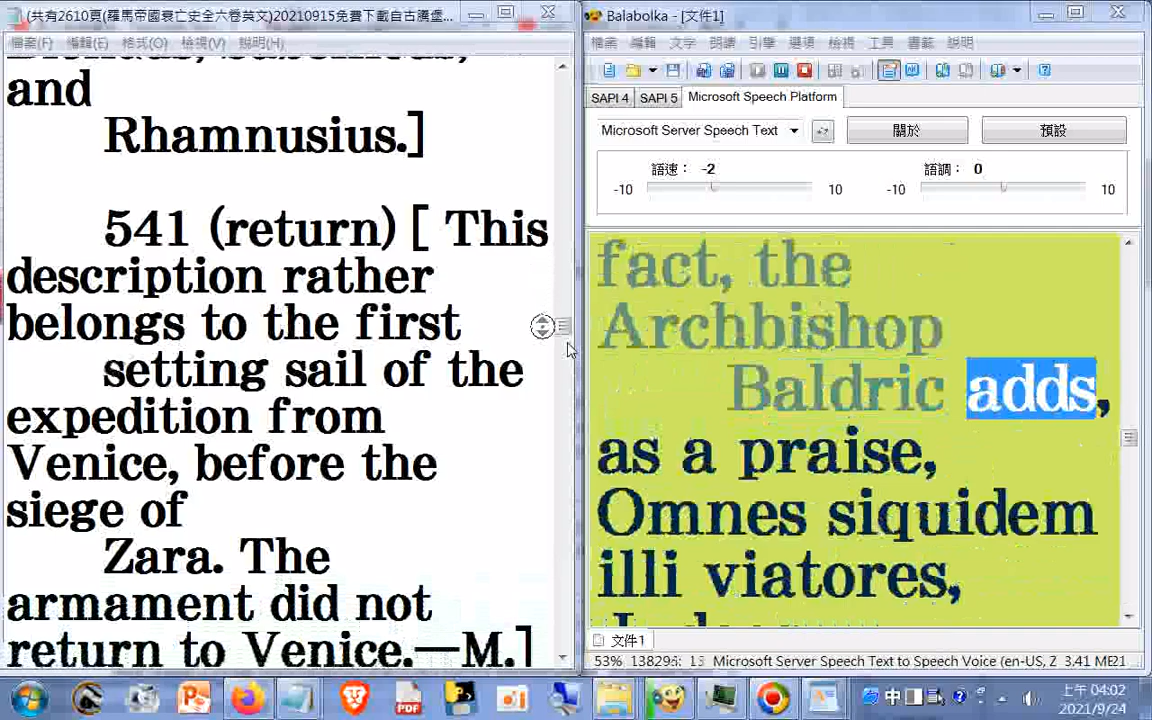 (共有2610頁(羅馬帝國衰亡史全六卷英文)20210915免費下載自古騰堡...
檔案(F) 編輯(E) 格式(O) 檢視(V) 說明(H)
and
Rhamnusius.]
541 (return) [ This
description rather
belongs to the first
setting sail of the
expedition from
Venice, before the
siege of
Zara. The
armament did not
return to Venice.—M.]
Balabolka - [文件1]
檔案 編輯 文字 朗讀 引擎 選項 檢視 工具 書籤 說明
SAPI 4 SAPI 5 Microsoft Speech Platform
Microsoft Server Speech Text 關於 預設
語速： -2 語調： 0
-10 10 -10 10
fact, the
Archbishop
Baldric adds,
as a praise,
Omnes siquidem
illi viatores,
文件1
53% Microsoft Server Speech Text to Speech Voice (en-US, Z 3.41 ME21
中
上午 04:02
2021/9/24